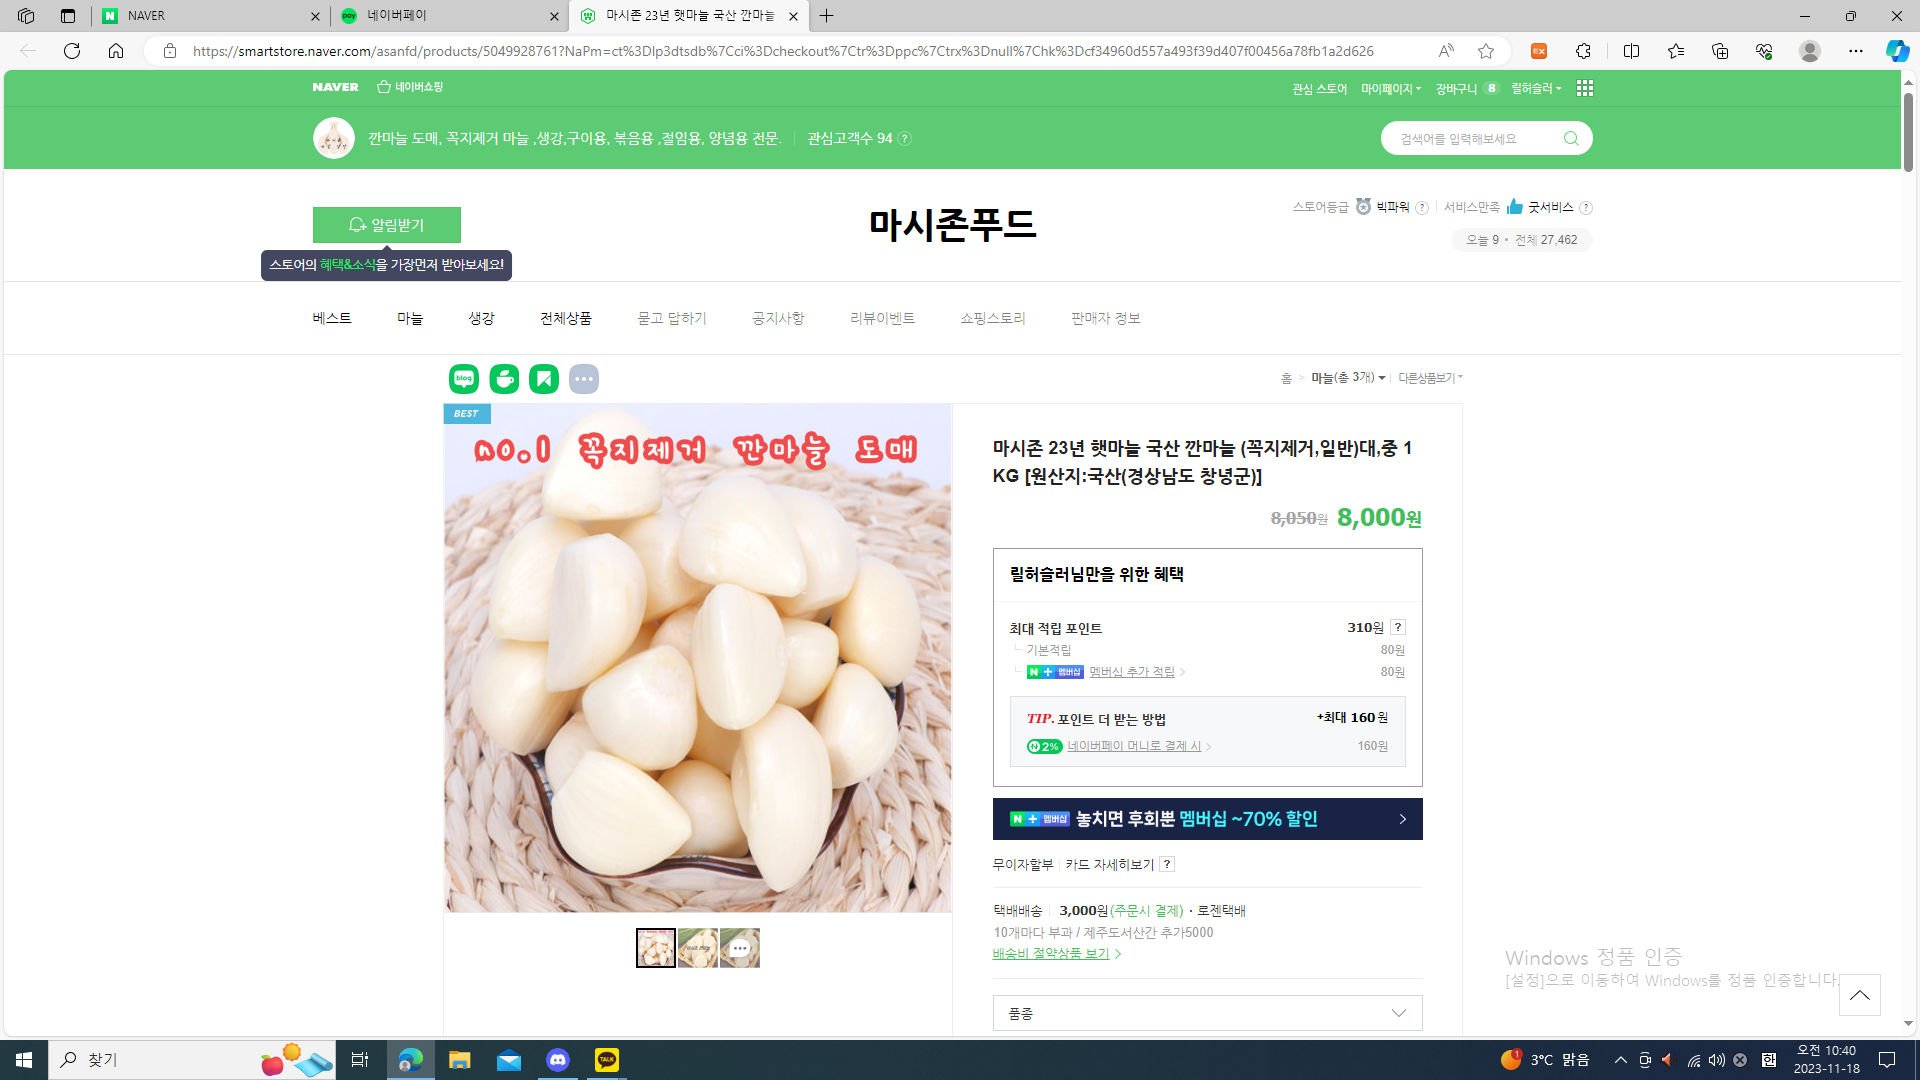 NAVER
네이버페이
마시존 23년 햇마늘 국산 깐마늘
https://smartstore.naver.com/asanfd/products/5049928761?NaPm=ct%3Dlp3dtsdb%7Cci%3Dcheckout%7Ctr%3Dppc%7Ctrx%3Dnull%7Chk%3Dcf34960d557a493f39d407f00456a78fb1a2d626
NAVER 네이버쇼핑
관심 스토어 마이페이지 장바구니 8 릴허슬러
깐마늘 도매, 꼭지제거 마늘 ,생강,구이용, 볶음용 ,절임용, 양념용 전문. 관심고객수 94 ?
검색어를 입력해보세요
알림받기
스토어의 혜택&소식을 가장먼저 받아보세요!
마시존푸드
스토어등급 빅파워 ? 서비스만족 굿서비스 ?
오늘 9 • 전체 27,462
베스트 마늘 생강 전체상품 묻고 답하기 공지사항 리뷰이벤트 쇼핑스토리 판매자 정보
blog
홈 > 마늘(총 3개) 다른상품보기
BEST
no.1 꼭지제거 깐마늘 도매
마시존 23년 햇마늘 국산 깐마늘 (꼭지제거,일반)대,중 1
KG [원산지:국산(경상남도 창녕군)]
8,050원 8,000원
릴허슬러님만을 위한 혜택
최대 적립 포인트 310원 ?
기본적립 80원
N+ 멤버십 멤버십 추가 적립 > 80원
TIP. 포인트 더 받는 방법 +최대 160원
N 2% 네이버페이 머니로 결제 시 > 160원
N+ 멤버십 놓치면 후회뿐 멤버십 ~70% 할인 >
무이자할부 카드 자세히보기 ?
택배배송 3,000원(주문시 결제) · 로젠택배
10개마다 부과 / 제주도서산간 추가5000
배송비 절약상품 보기 >
품종
Windows 정품 인증
[설정]으로 이동하여 Windows를 정품 인증합니다.
찾기
TALK
1
3°C 맑음
한
오전 10:40
2023-11-18